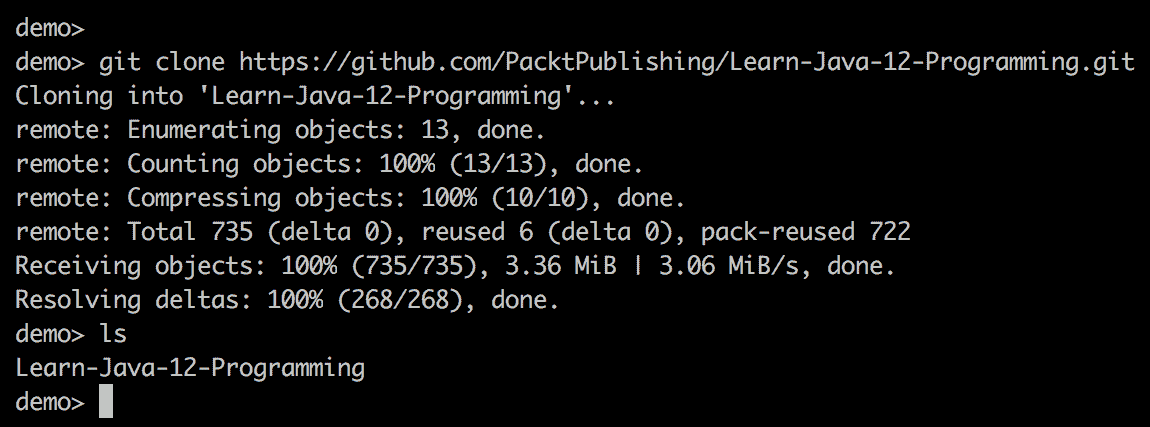 demo>
demo> git clone https://github.com/PacktPublishing/Learn-Java-12-Programming.git
Cloning into 'Learn-Java-12-Programming'...
remote: Enumerating objects: 13, done.
remote: Counting objects: 100% (13/13), done.
remote: Compressing objects: 100% (10/10), done.
remote: Total 735 (delta 0), reused 6 (delta 0), pack-reused 722
Receiving objects: 100% (735/735), 3.36 MiB | 3.06 MiB/s, done.
Resolving deltas: 100% (268/268), done.
demo> ls
Learn-Java-12-Programming
demo>